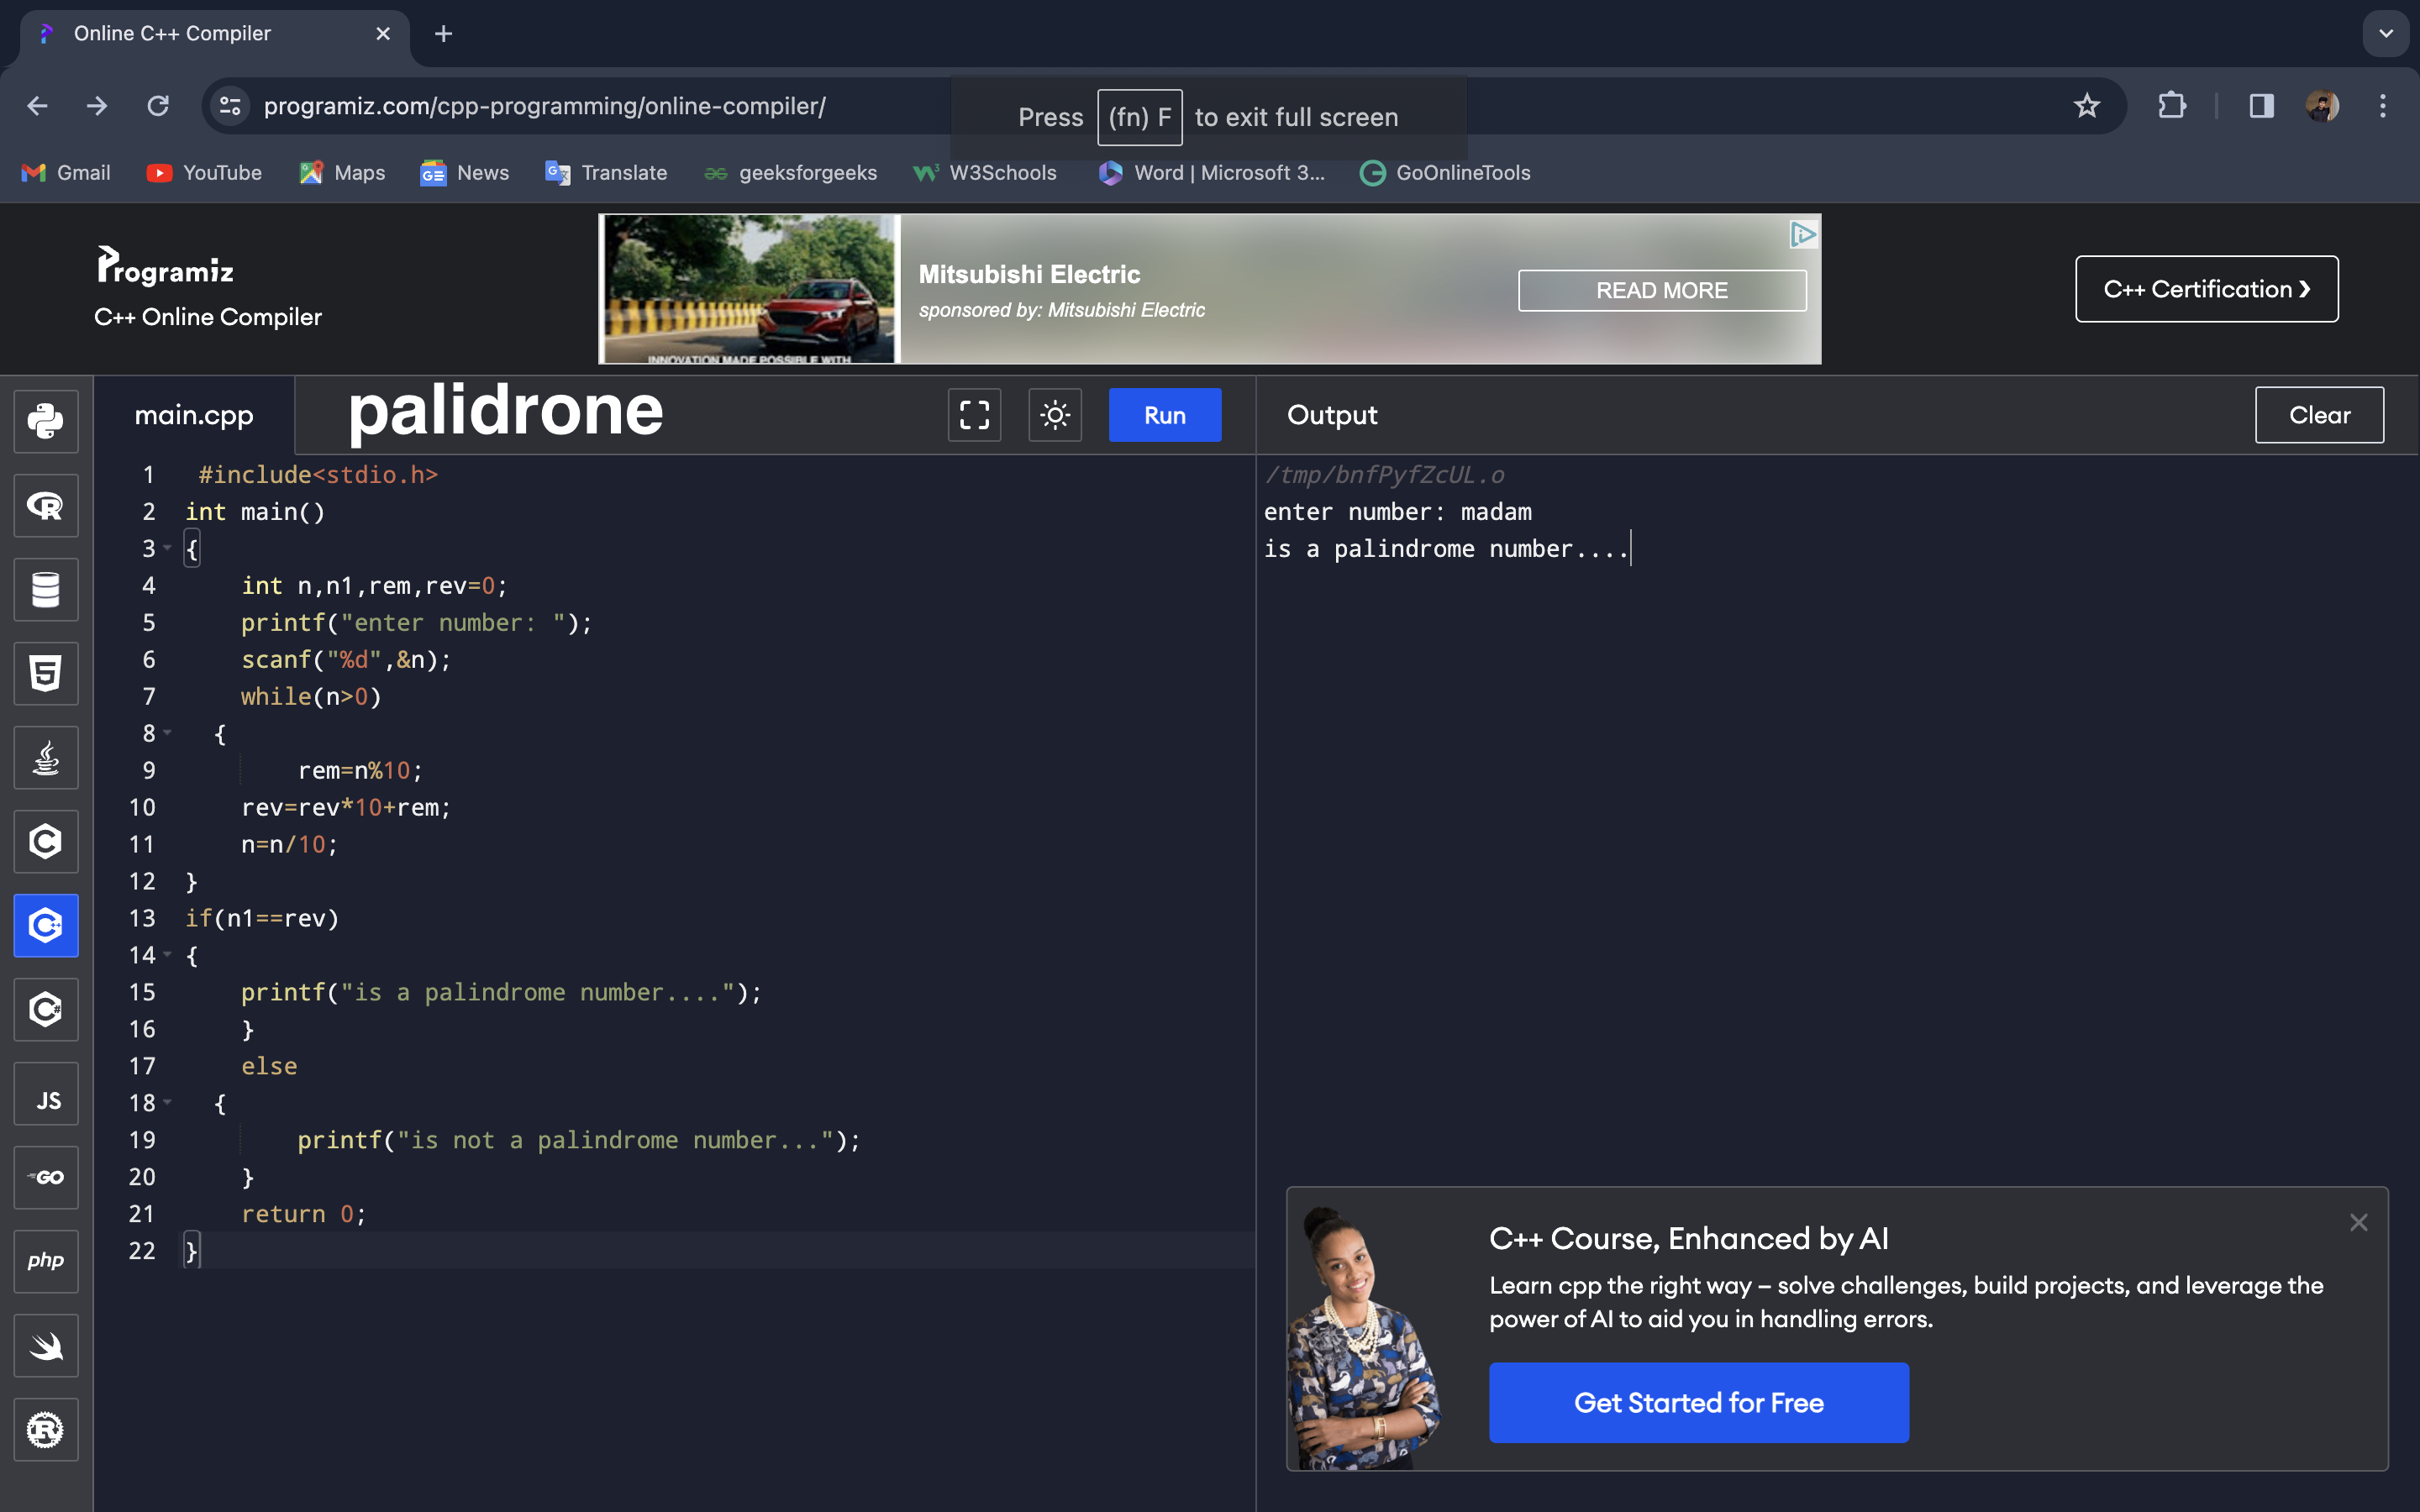 Online C++ Compiler
programiz.com/cpp-programming/online-compiler/
Press (fn) F to exit full screen
Gmail YouTube Maps News Translate geeksforgeeks W3Schools Word | Microsoft 3... GoOnlineTools
Programiz
C++ Online Compiler
INNOVATION MADE POSSIBLE WITH
Mitsubishi Electric
sponsored by: Mitsubishi Electric
READ MORE
C++ Certification ❯
main.cpp
palidrone
Run
Output
Clear
1 #include<stdio.h>
2 int main()
3 {
4 int n,n1,rem,rev=0;
5 printf("enter number: ");
6 scanf("%d",&n);
7 while(n>0)
8 {
9 rem=n%10;
10 rev=rev*10+rem;
11 n=n/10;
12 }
13 if(n1==rev)
14 {
15 printf("is a palindrome number....");
16 }
17 else
18 {
19 printf("is not a palindrome number...");
20 }
21 return 0;
22 }
/tmp/bnfPyfZcUL.o
enter number: madam
is a palindrome number....
JS
GO
php
C++ Course, Enhanced by AI
Learn cpp the right way – solve challenges, build projects, and leverage the
power of AI to aid you in handling errors.
Get Started for Free